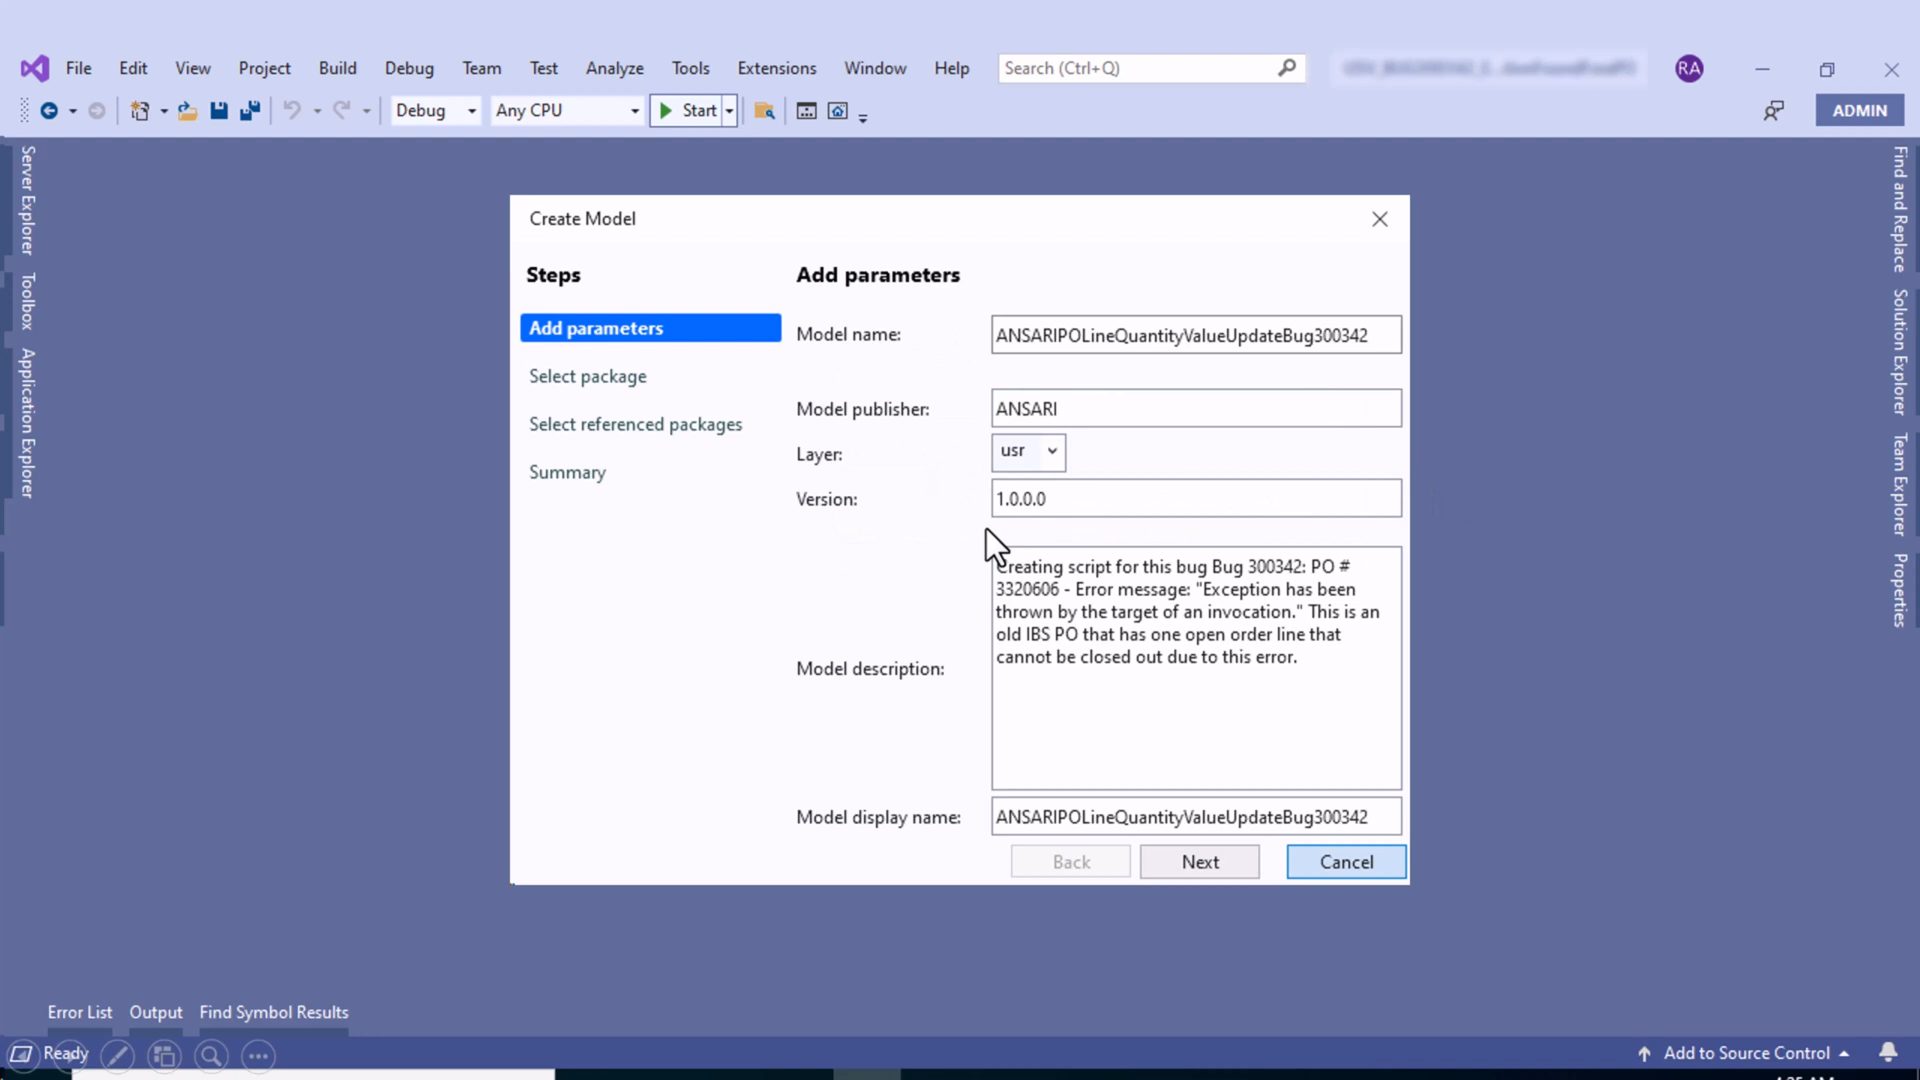 File Edit View Project Build Debug Team Test Analyze Tools Extensions Window Help Search (Ctrl+Q) RA
Debug Any CPU Start ADMIN
Server Explorer
Toolbox
Application Explorer
Create Model
Steps
Add parameters
Select package
Select referenced packages
Summary
Add parameters
Model name: ANSARIPOLineQuantityValueUpdateBug300342
Model publisher: ANSARI
Layer: usr
Version: 1.0.0.0
Model description:
Creating script for this bug Bug 300342: PO #
3320606 - Error message: "Exception has been
thrown by the target of an invocation." This is an
old IBS PO that has one open order line that
cannot be closed out due to this error.
Model display name: ANSARIPOLineQuantityValueUpdateBug300342
Back Next Cancel
Find and Replace
Solution Explorer
Team Explorer
Properties
Error List Output Find Symbol Results
Ready Add to Source Control